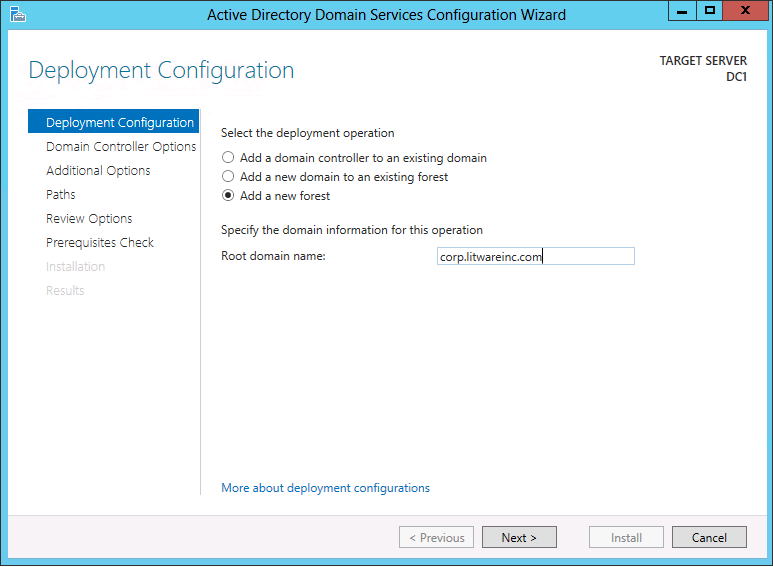 Active Directory Domain Services Configuration Wizard
Deployment Configuration
TARGET SERVER
DC1
Deployment Configuration
Domain Controller Options
Additional Options
Paths
Review Options
Prerequisites Check
Installation
Results
Select the deployment operation
Add a domain controller to an existing domain
Add a new domain to an existing forest
Add a new forest
Specify the domain information for this operation
Root domain name: corp.litwareinc.com
More about deployment configurations
< Previous Next > Install Cancel